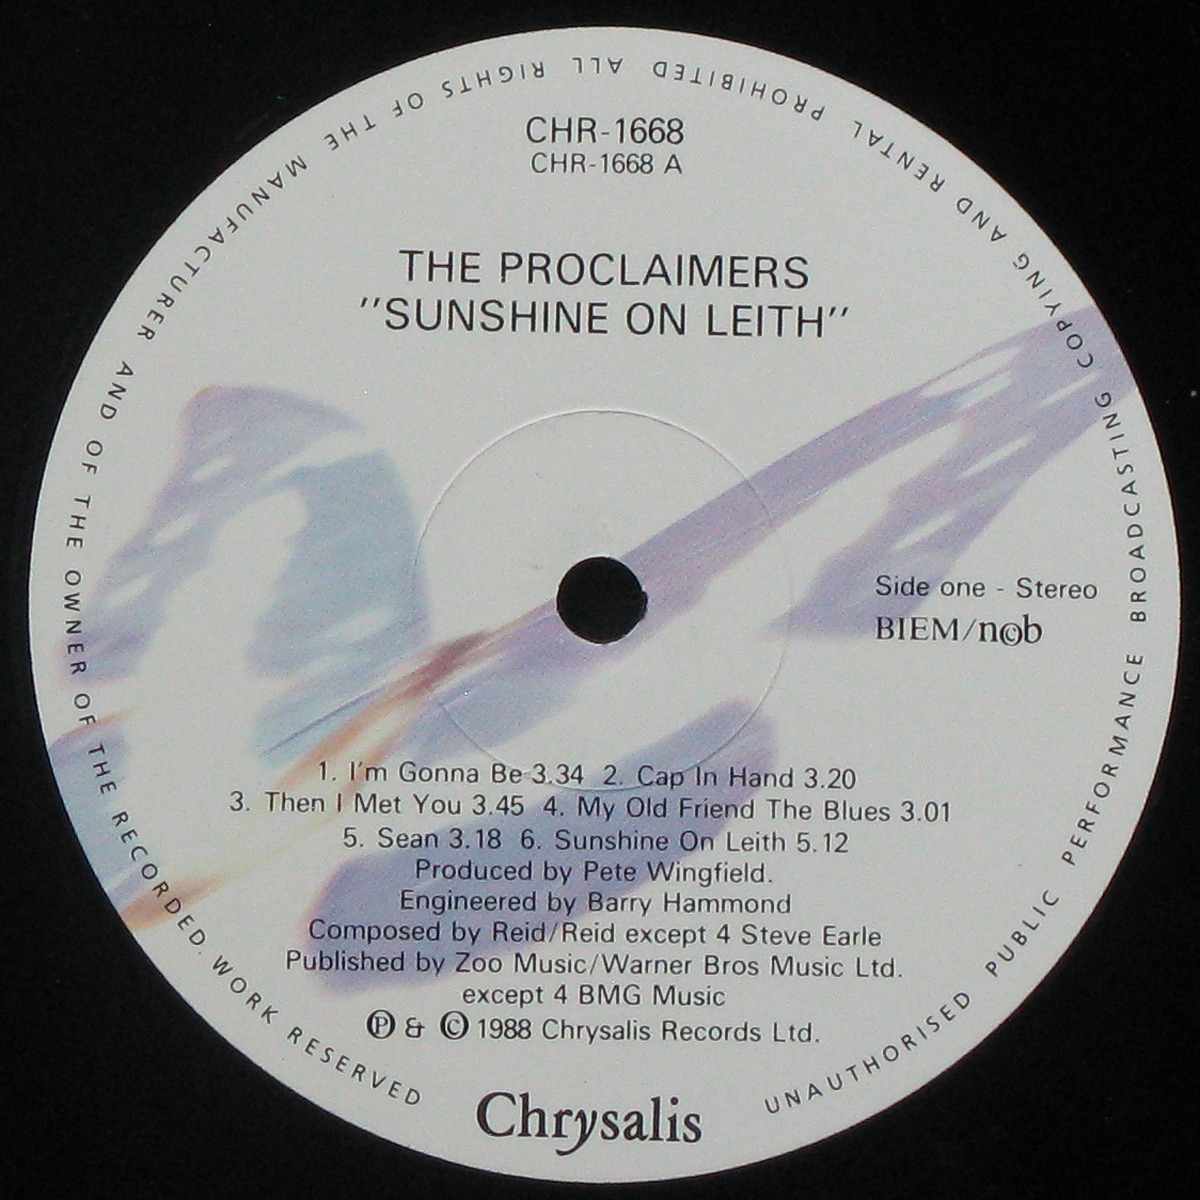 CHR-1668
CHR-1668 A
THE PROCLAIMERS
"SUNSHINE ON LEITH"
Side one - Stereo
BIEM/n©b
1. I'm Gonna Be 3.34 2. Cap In Hand 3.20
3. Then I Met You 3.45 4. My Old Friend The Blues 3.01
5. Sean 3.18 6. Sunshine On Leith 5.12
Produced by Pete Wingfield.
Engineered by Barry Hammond
Composed by Reid/Reid except 4 Steve Earle
Published by Zoo Music/Warner Bros Music Ltd.
except 4 BMG Music
℗ & © 1988 Chrysalis Records Ltd.
Chrysalis
ALL RIGHTS OF THE MANUFACTURER AND OF THE OWNER OF THE RECORDED. WORK RESERVED UNAUTHORISED PUBLIC PERFORMANCE BROADCASTING COPYING AND RENTAL PROHIBITED